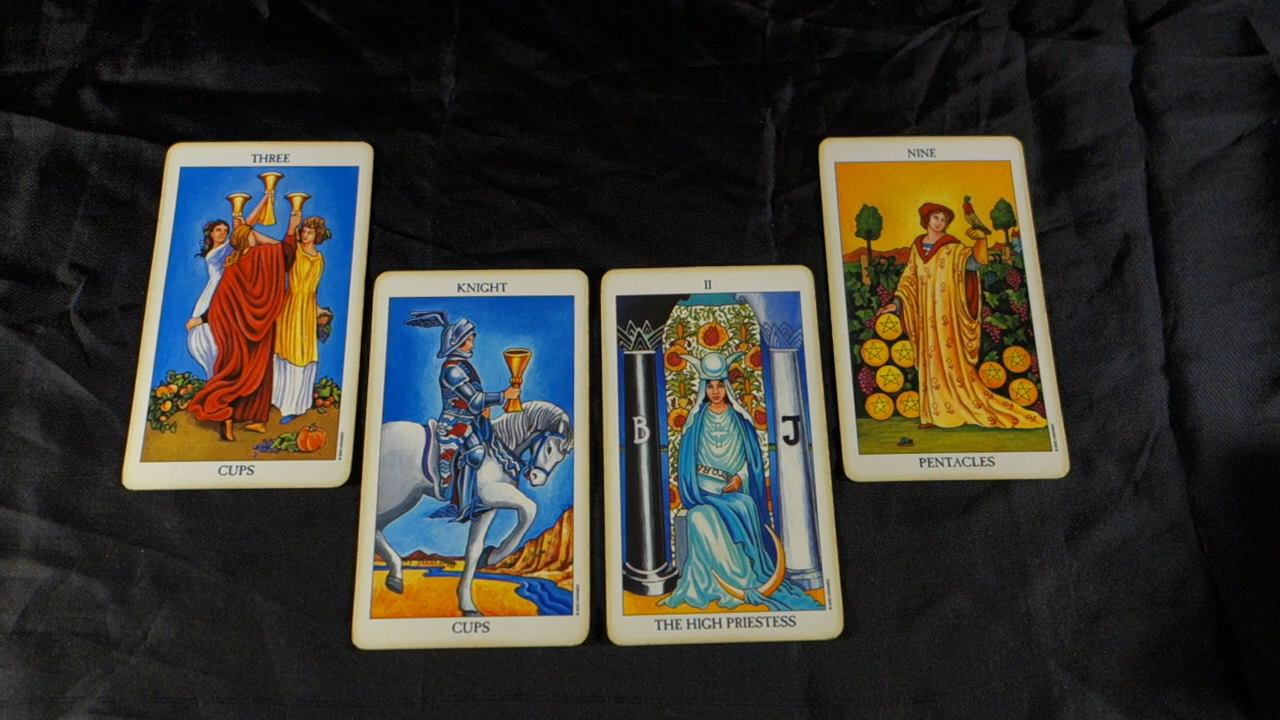 THREE
CUPS
KNIGHT
CUPS
II
B
J
THE HIGH PRIESTESS
NINE
PENTACLES